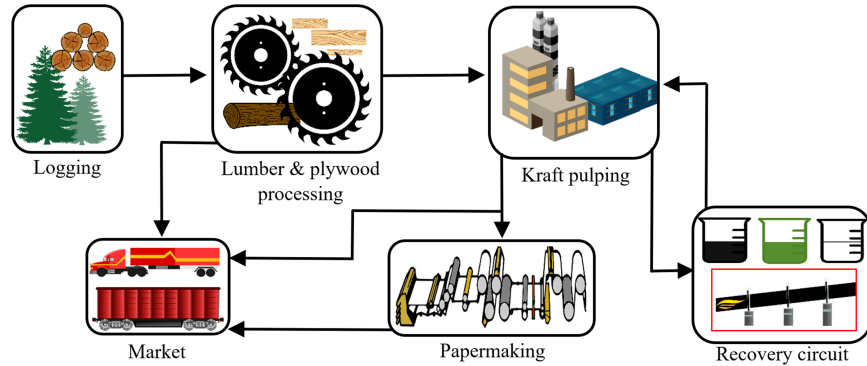 Logging
Lumber & plywood
processing
Kraft pulping
Market
Papermaking
Recovery circuit